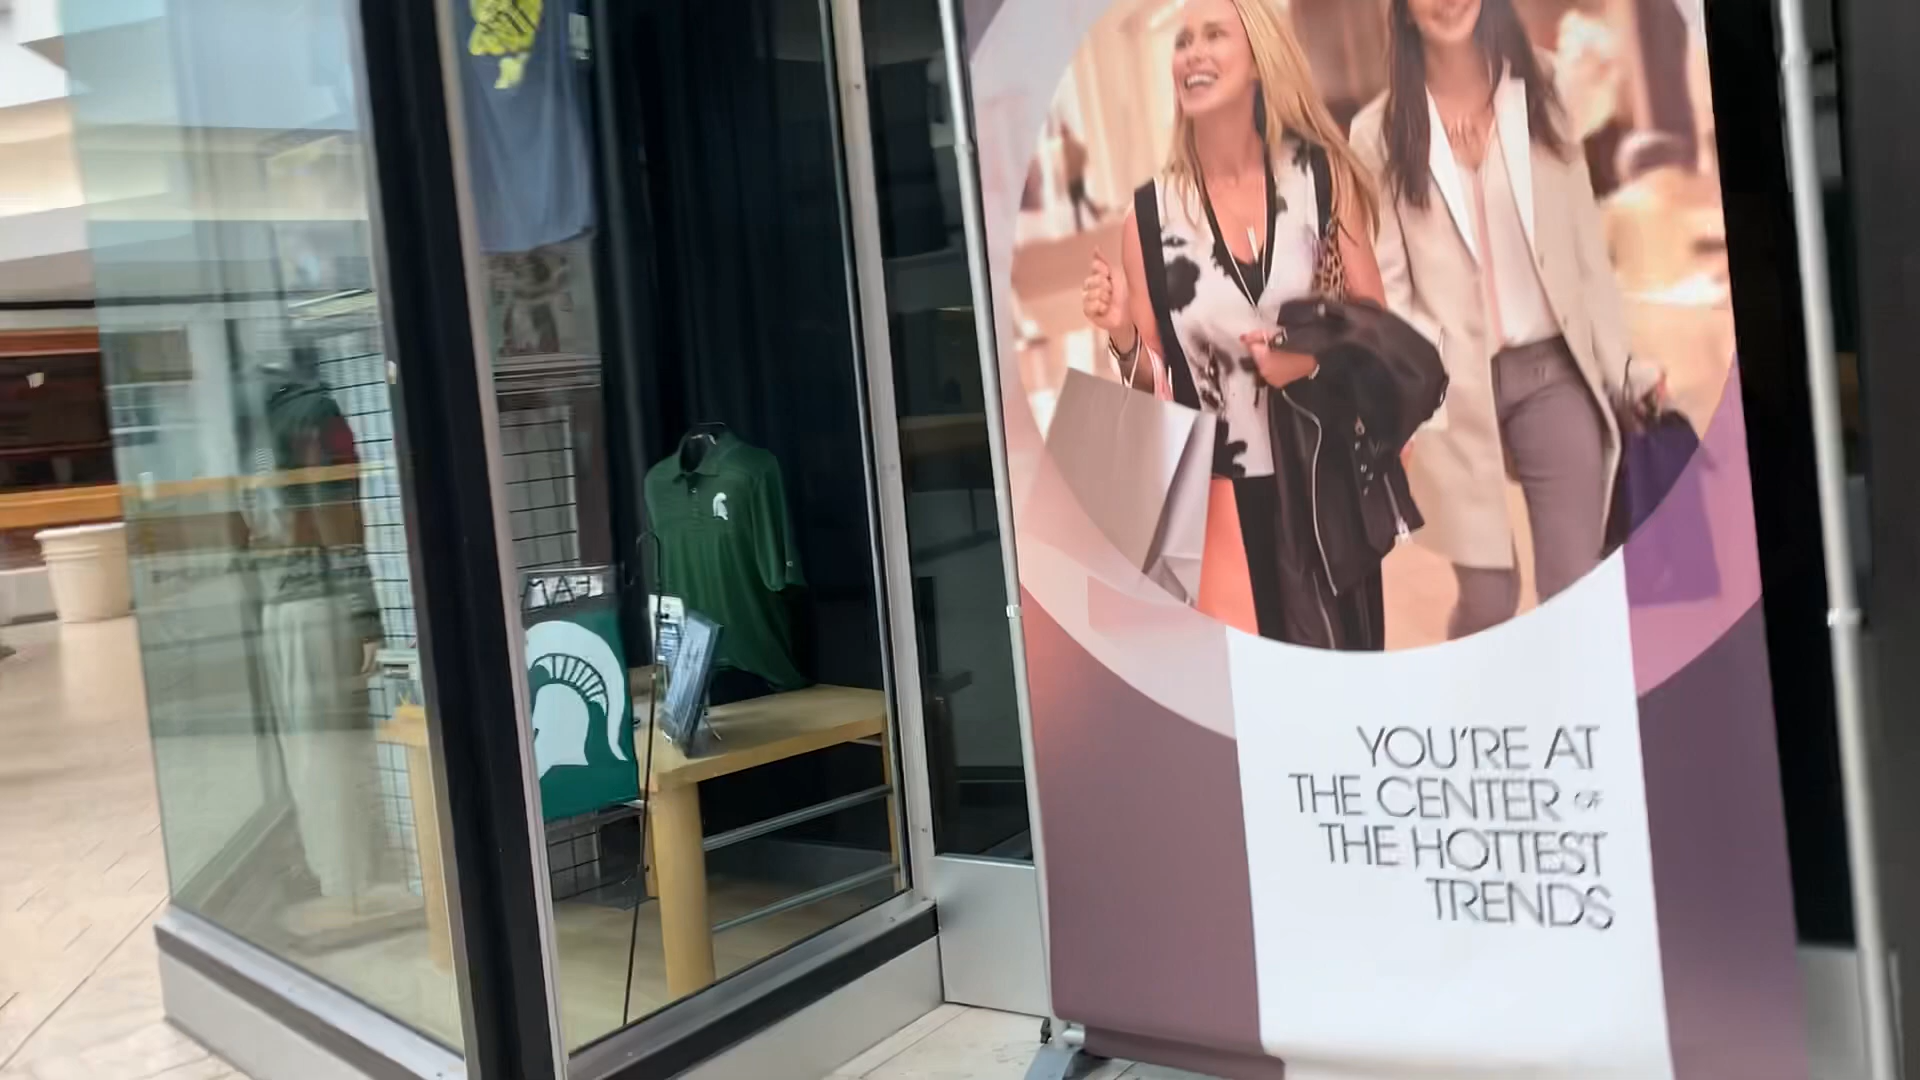 YOU'RE AT
THE CENTER OF
THE HOTTEST
TRENDS